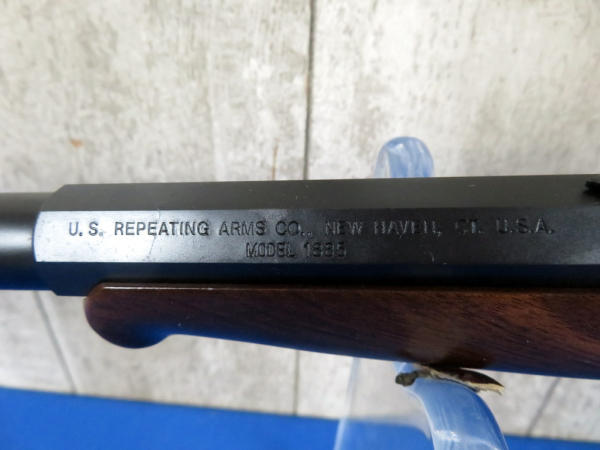 U. S. REPEATING ARMS CO., NEW HAVEN, CT. U.S.A.
MODEL 1885